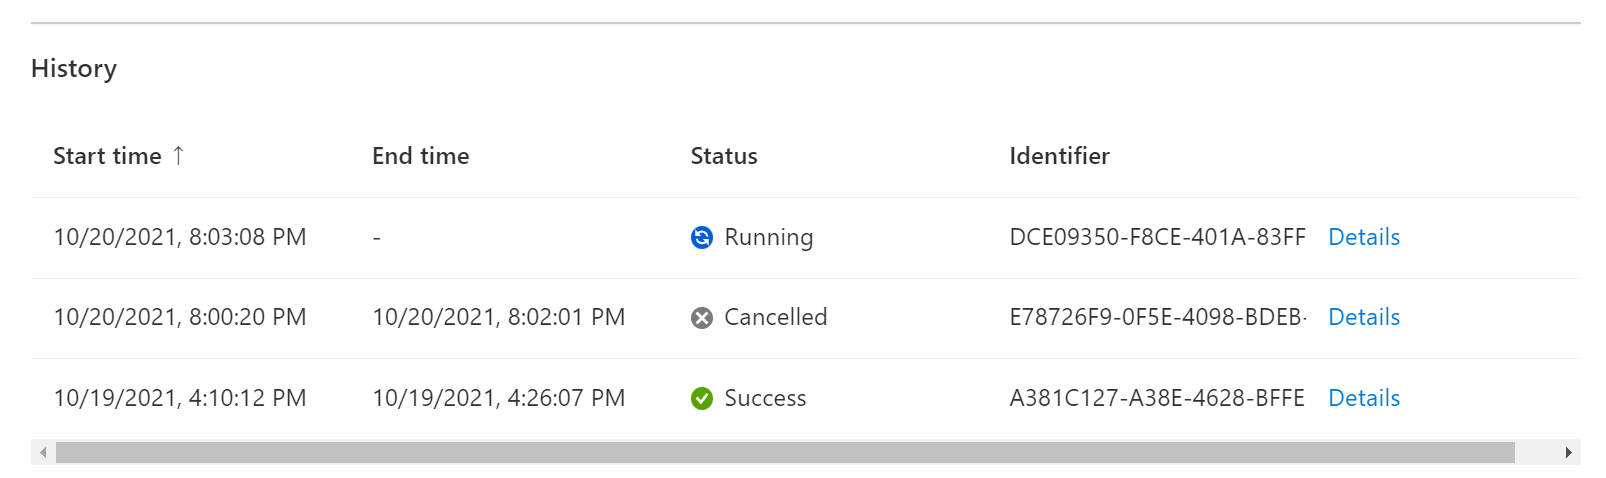 History
Start time ↑ End time Status Identifier
10/20/2021, 8:03:08 PM - Running DCE09350-F8CE-401A-83FF Details
10/20/2021, 8:00:20 PM 10/20/2021, 8:02:01 PM Cancelled E78726F9-0F5E-4098-BDEB- Details
10/19/2021, 4:10:12 PM 10/19/2021, 4:26:07 PM Success A381C127-A38E-4628-BFFE Details